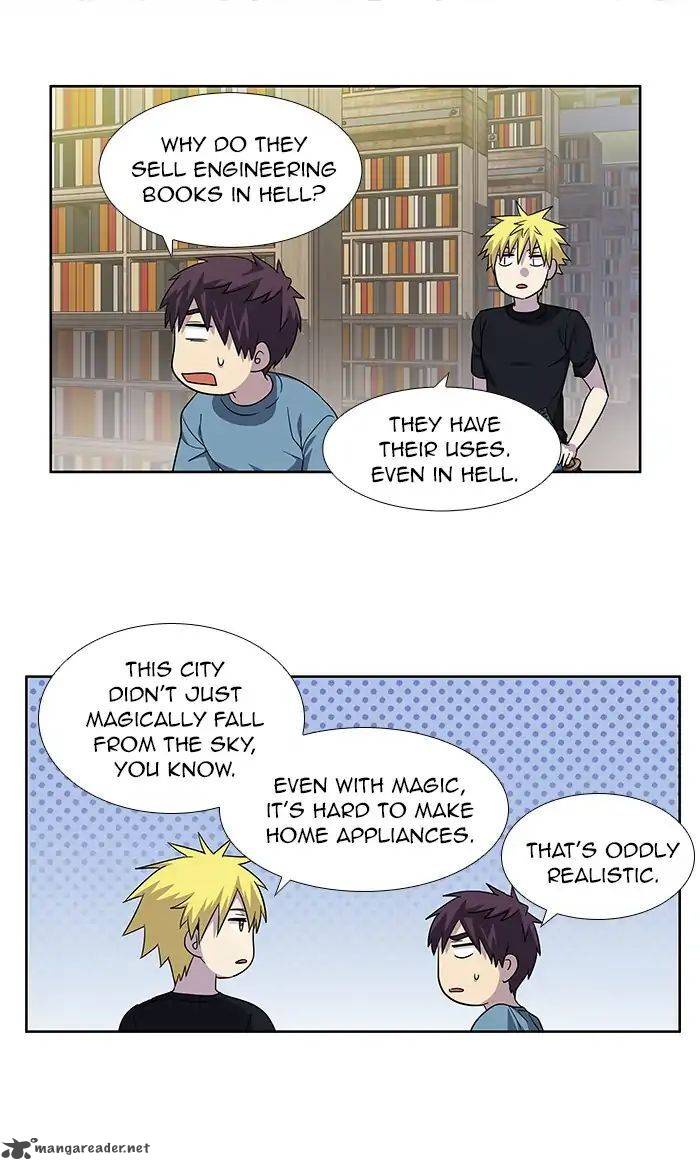 WHY DO THEY
SELL ENGINEERING
BOOKS IN HELL?
THEY HAVE
THEIR USES.
EVEN IN HELL.
THIS CITY
DIDN'T JUST
MAGICALLY FALL
FROM THE SKY,
YOU KNOW.
EVEN WITH MAGIC,
IT'S HARD TO MAKE
HOME APPLIANCES.
THAT'S ODDLY
REALISTIC.
mangareader.net